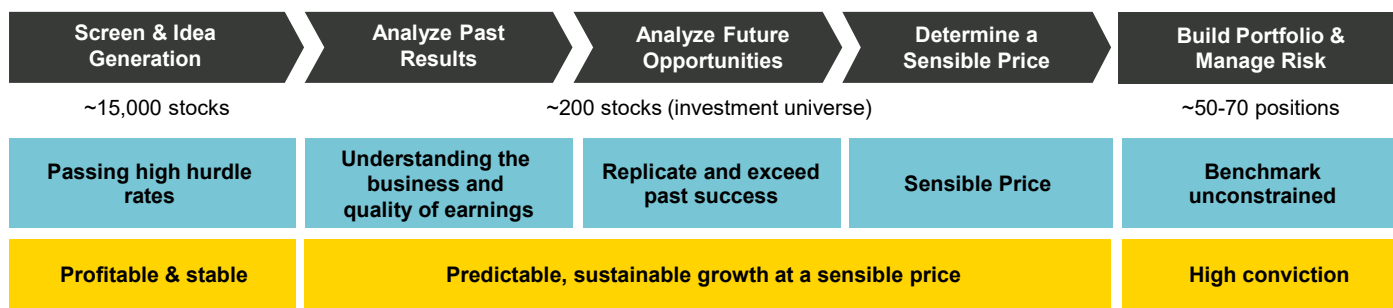 Screen & Idea
Generation
Analyze Past
Results
Analyze Future
Opportunities
Determine a
Sensible Price
Build Portfolio &
Manage Risk
~15,000 stocks
~200 stocks (investment universe)
~50-70 positions
Passing high hurdle
rates
Understanding the
business and
quality of earnings
Replicate and exceed
past success
Sensible Price
Benchmark
unconstrained
Profitable & stable
Predictable, sustainable growth at a sensible price
High conviction